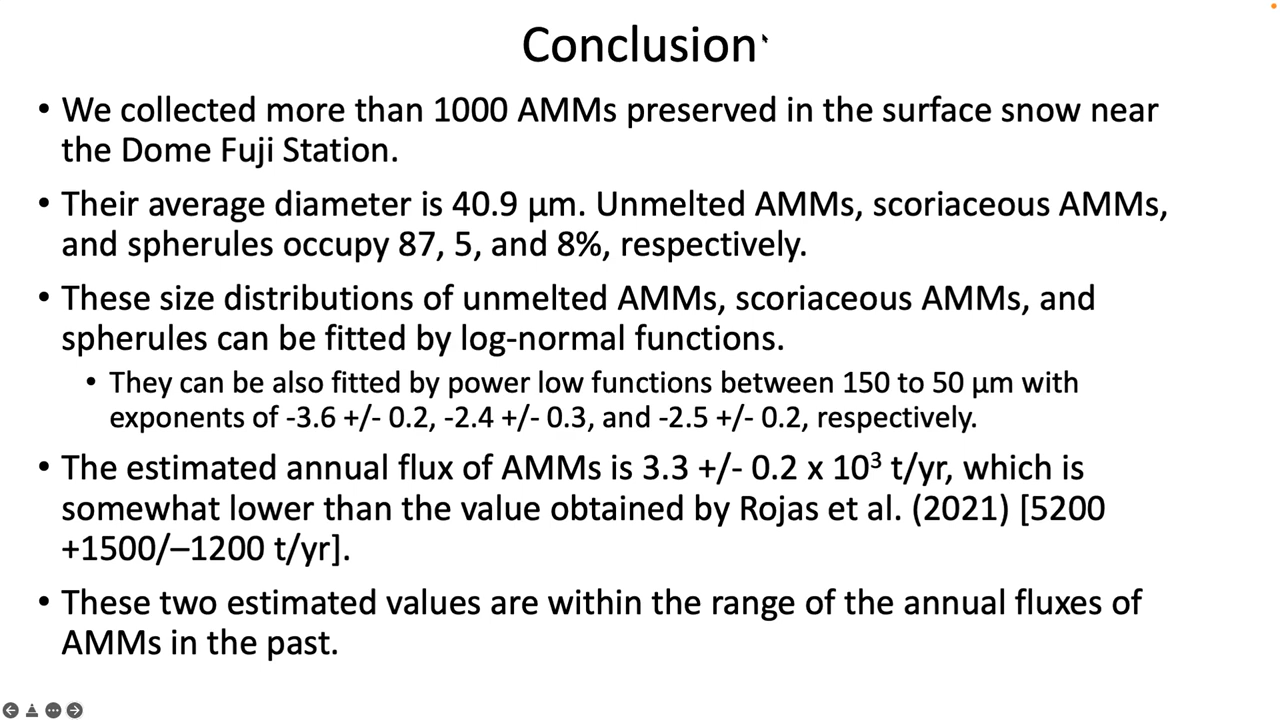 Conclusion
• We collected more than 1000 AMMs preserved in the surface snow near
the Dome Fuji Station.
• Their average diameter is 40.9 μm. Unmelted AMMs, scoriaceous AMMs,
and spherules occupy 87, 5, and 8%, respectively.
• These size distributions of unmelted AMMs, scoriaceous AMMs, and
spherules can be fitted by log-normal functions.
• They can be also fitted by power low functions between 150 to 50 μm with
exponents of -3.6 +/- 0.2, -2.4 +/- 0.3, and -2.5 +/- 0.2, respectively.
• The estimated annual flux of AMMs is 3.3 +/- 0.2 x 10³ t/yr, which is
somewhat lower than the value obtained by Rojas et al. (2021) [5200
+1500/–1200 t/yr].
• These two estimated values are within the range of the annual fluxes of
AMMs in the past.